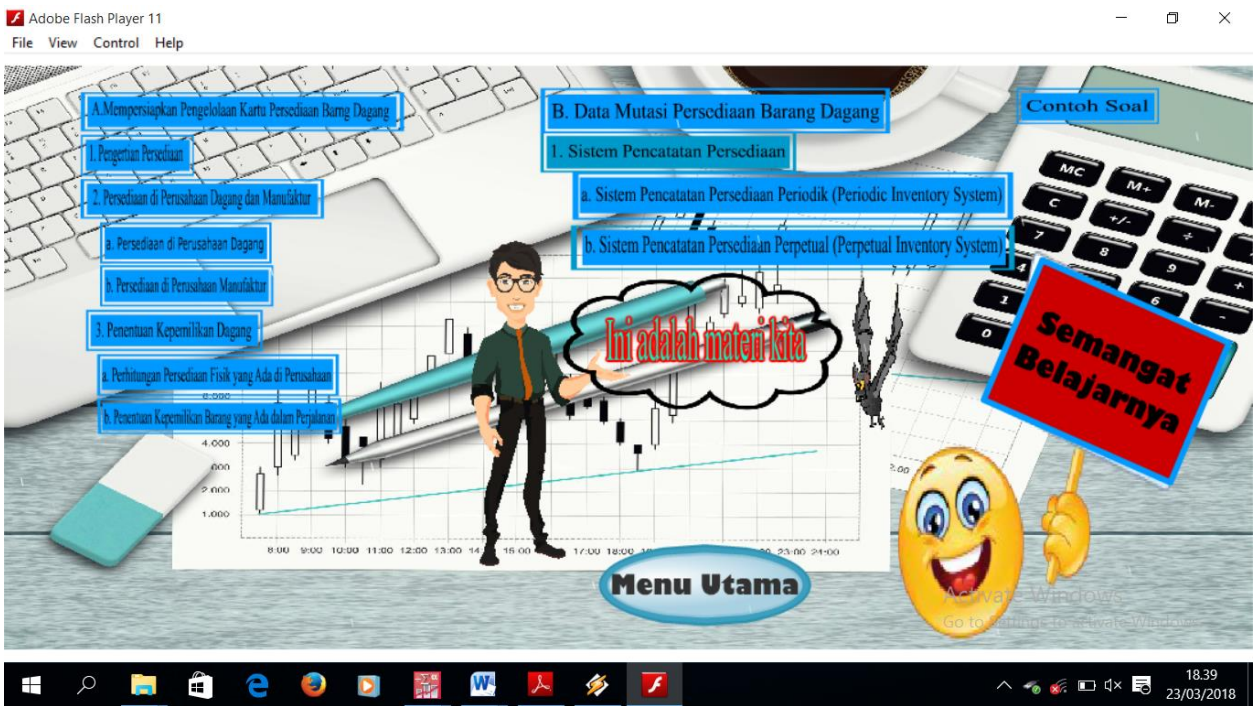 Adobe Flash Player 11
File View Control Help
A.Mempersiapkan Pengelolaan Kartu Persediaan Barng Dagang
1. Pengertian Persediaan
2. Persediaan di Perusahaan Dagang dan Manufaktur
a. Persediaan di Perusahaan Dagang
b. Persediaan di Perusahaan Manufaktur
3. Penentuan Kepemilikan Dagang
a. Perhitungan Persediaan Fisik yang Ada di Perusahaan
b. Penentuan Kepemilikan Barang yang Ada dalam Perjalanan
B. Data Mutasi Persediaan Barang Dagang
1. Sistem Pencatatan Persediaan
a. Sistem Pencatatan Persediaan Periodik (Periodic Inventory System)
b. Sistem Pencatatan Persediaan Perpetual (Perpetual Inventory System)
Contoh Soal
MC M+ M-
C +/- ÷
7 8 9 +
4 6 -
1
0
Ini adalah materi kita
Semangat
Belajarnya
4.000
2.000
1.000
8:00 9:00 10:00 11:00 12:00 13:00 15:00 17:00 18:00 23:00 24:00
Menu Utama
Activate Windows
Go to Settings to activate Windows.
18.39
23/03/2018